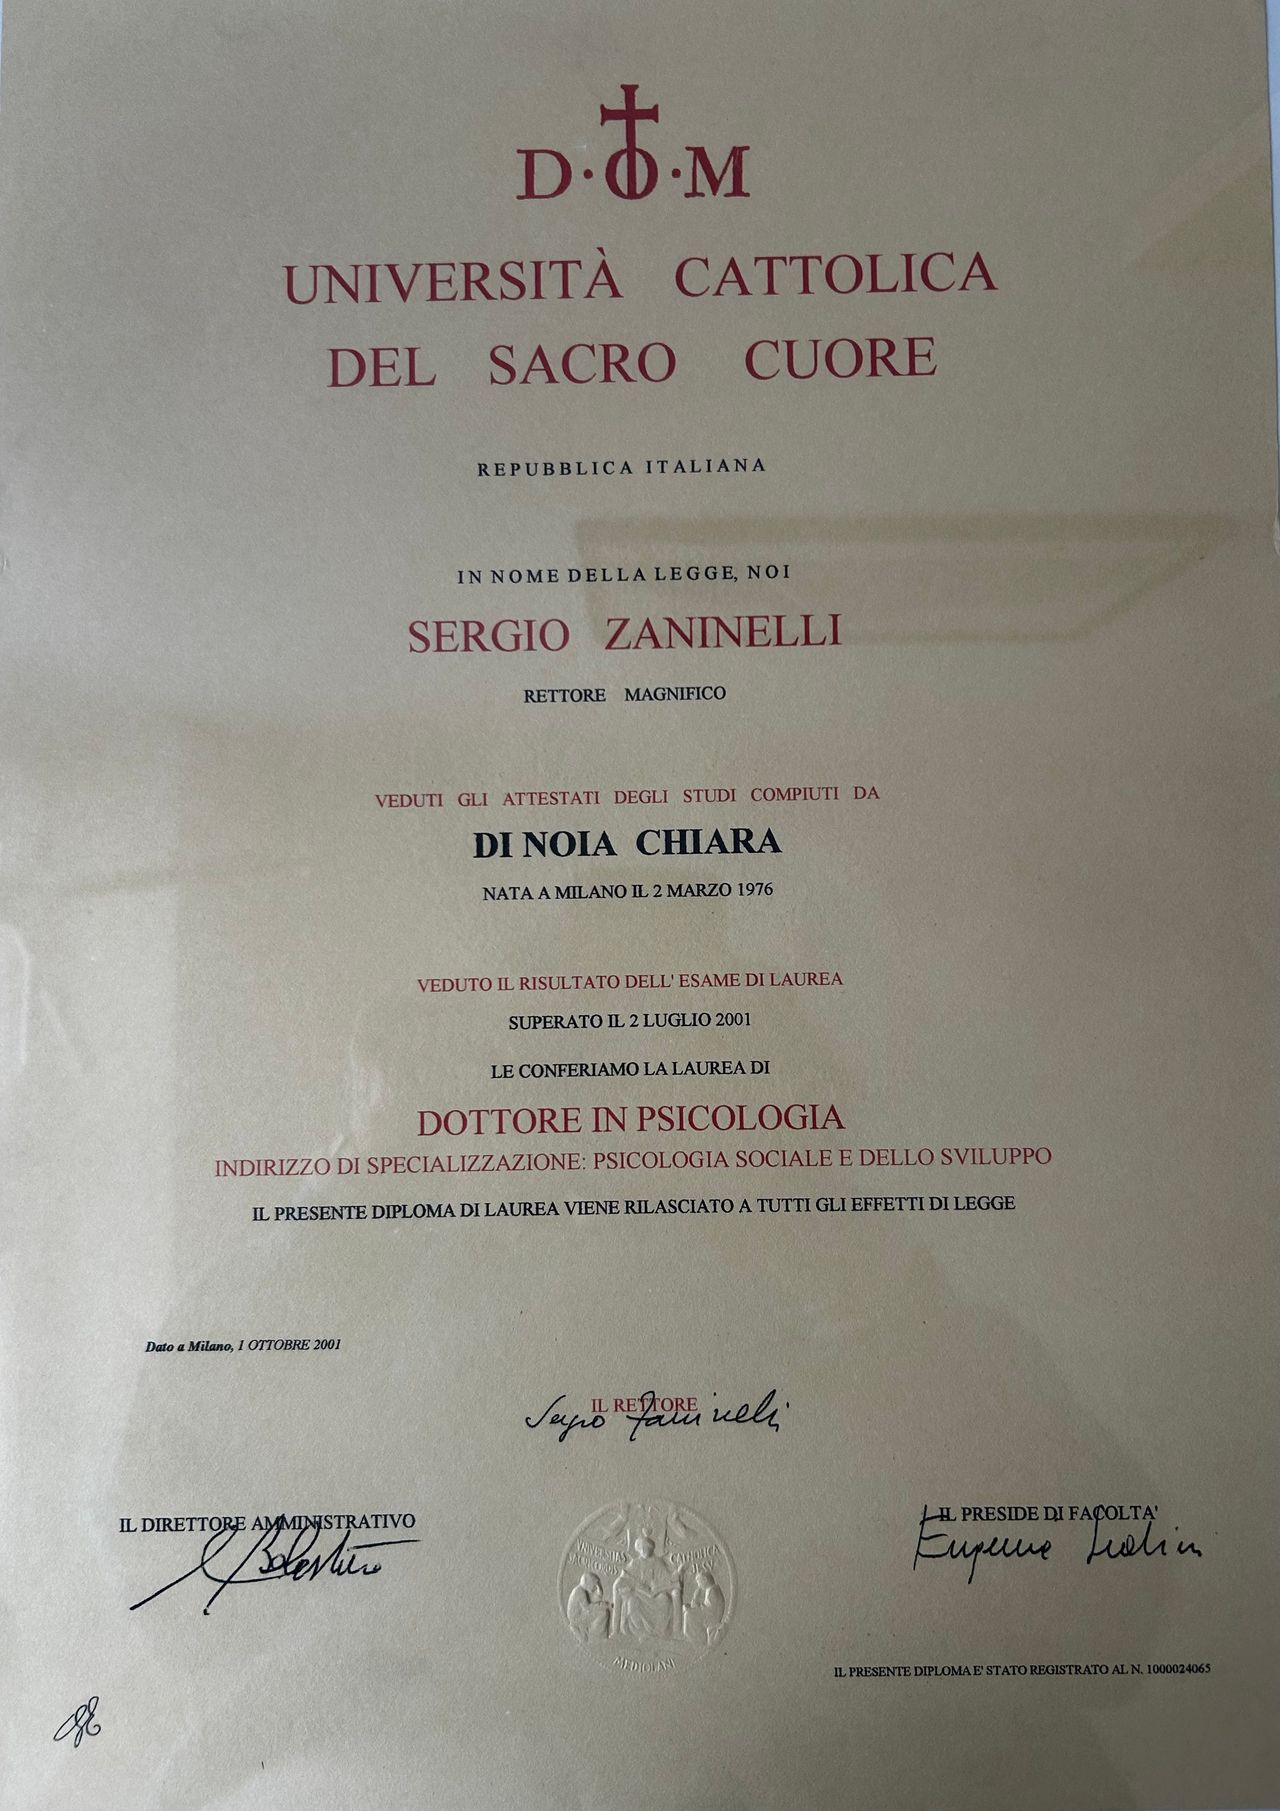 D·O·M
UNIVERSITÀ CATTOLICA
DEL SACRO CUORE
REPUBBLICA ITALIANA
IN NOME DELLA LEGGE, NOI
SERGIO ZANINELLI
RETTORE MAGNIFICO
VEDUTI GLI ATTESTATI DEGLI STUDI COMPIUTI DA
DI NOIA CHIARA
NATA A MILANO IL 2 MARZO 1976
VEDUTO IL RISULTATO DELL' ESAME DI LAUREA
SUPERATO IL 2 LUGLIO 2001
LE CONFERIAMO LA LAUREA DI
DOTTORE IN PSICOLOGIA
INDIRIZZO DI SPECIALIZZAZIONE: PSICOLOGIA SOCIALE E DELLO SVILUPPO
IL PRESENTE DIPLOMA DI LAUREA VIENE RILASCIATO A TUTTI GLI EFFETTI DI LEGGE
Dato a Milano, 1 OTTOBRE 2001
IL RETTORE
Sergio Zaninelli
IL DIRETTORE AMMINISTRATIVO
IL PRESIDE DI FACOLTA'
MEDIOLANI
IL PRESENTE DIPLOMA E' STATO REGISTRATO AL N. 1000024065